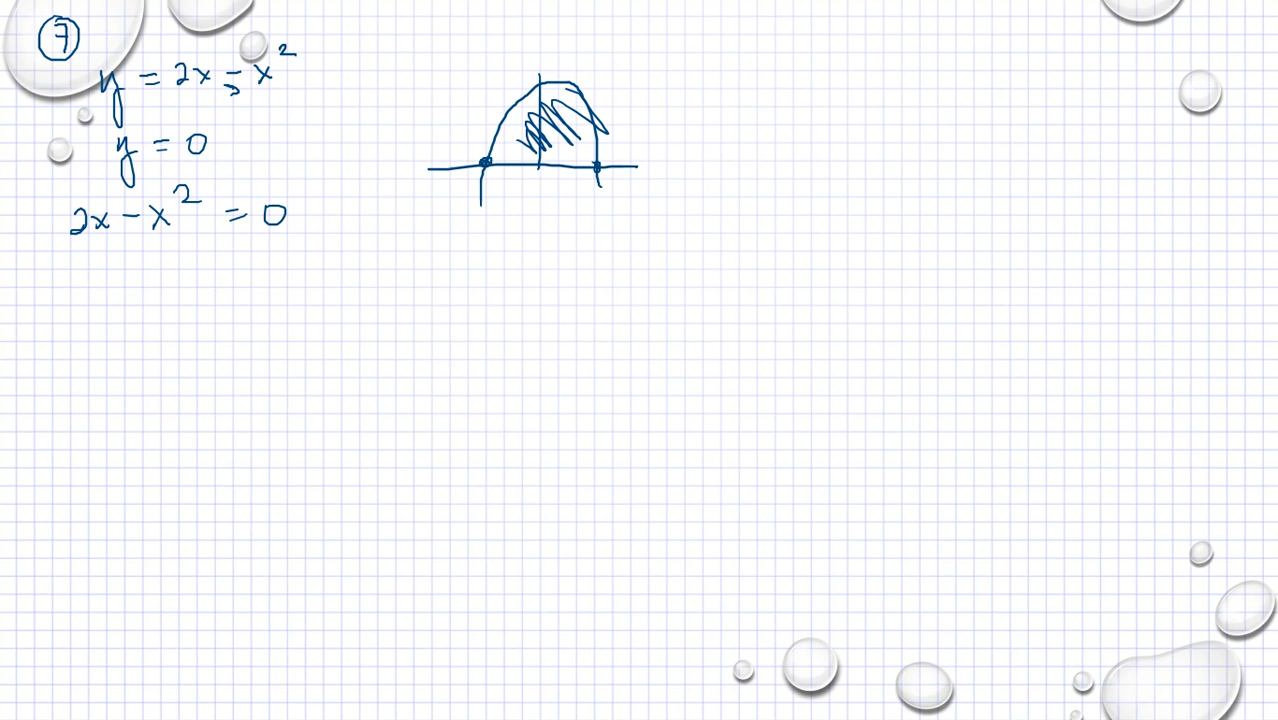 7
y = 2x - x²
y = 0
2x - x² = 0